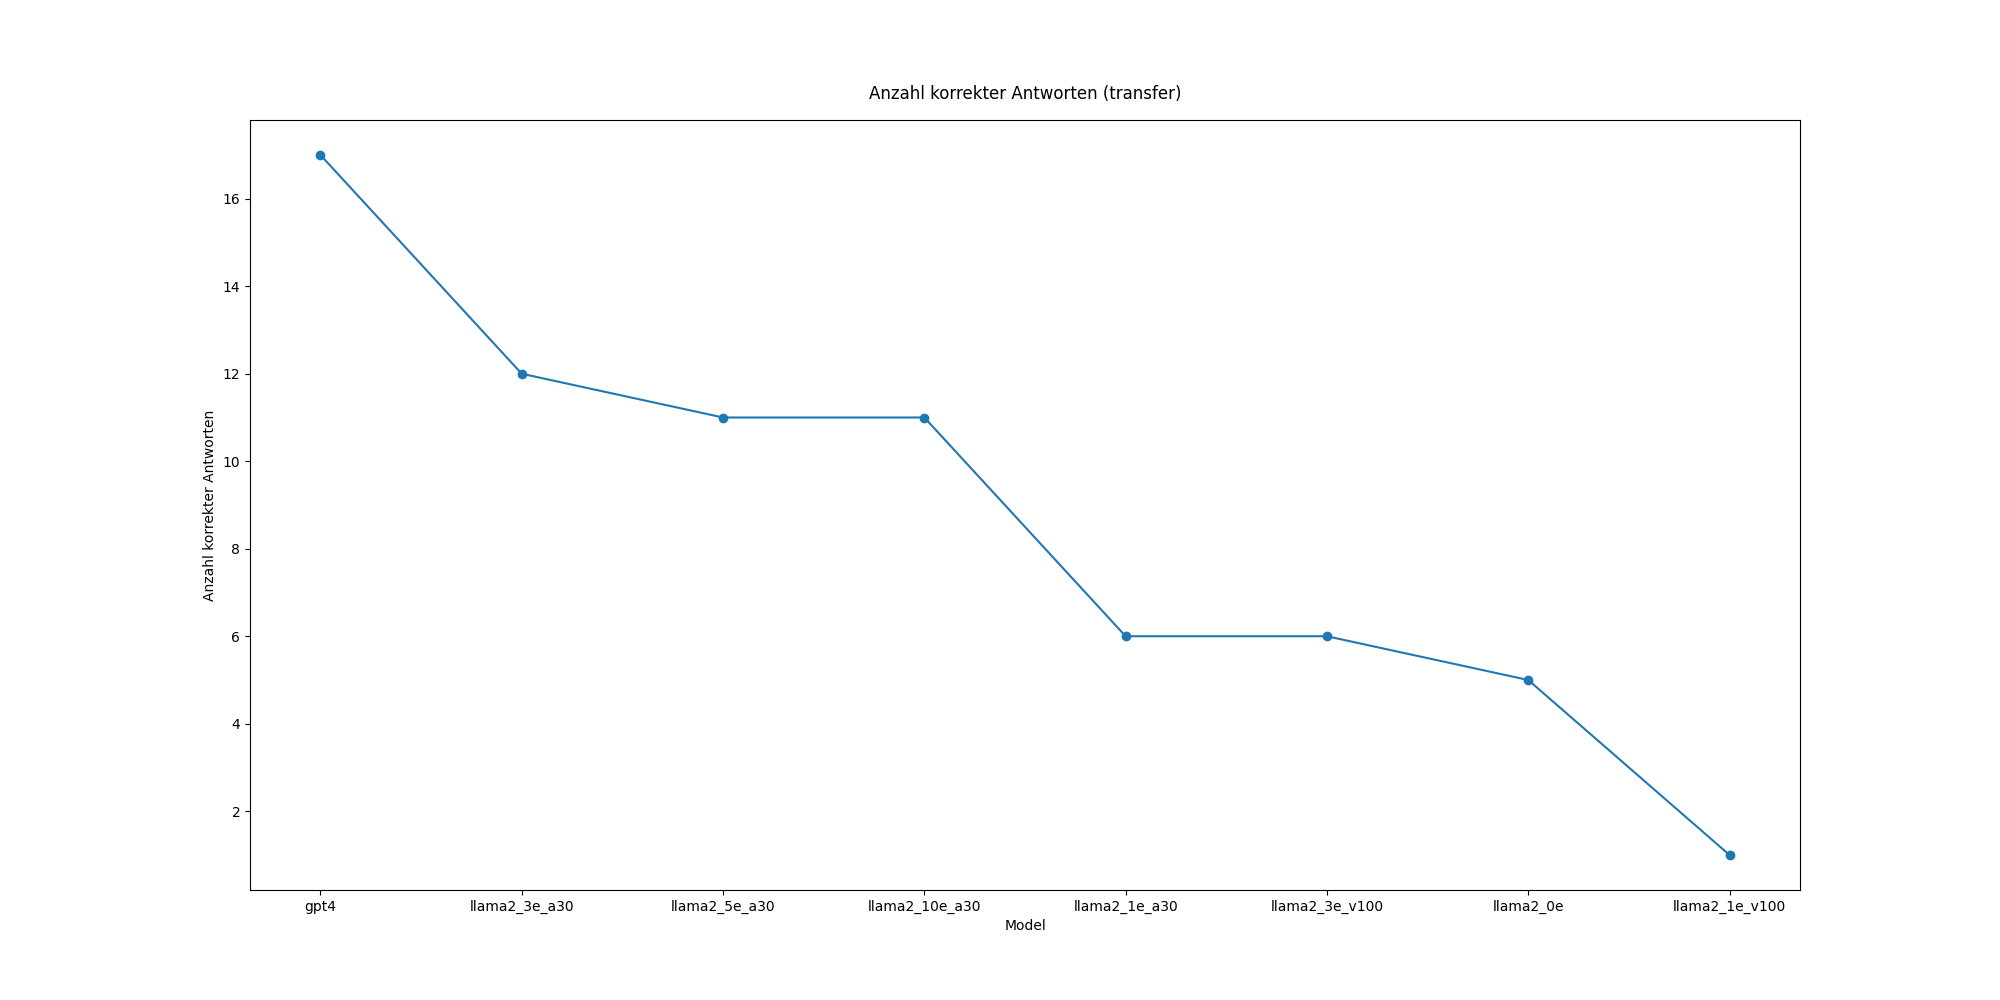 Anzahl korrekter Antworten (transfer)
Anzahl korrekter Antworten
16
14
12
10
8
6
4
2
gpt4 llama2_3e_a30 llama2_5e_a30 llama2_10e_a30 llama2_1e_a30 llama2_3e_v100 llama2_0e llama2_1e_v100
Model